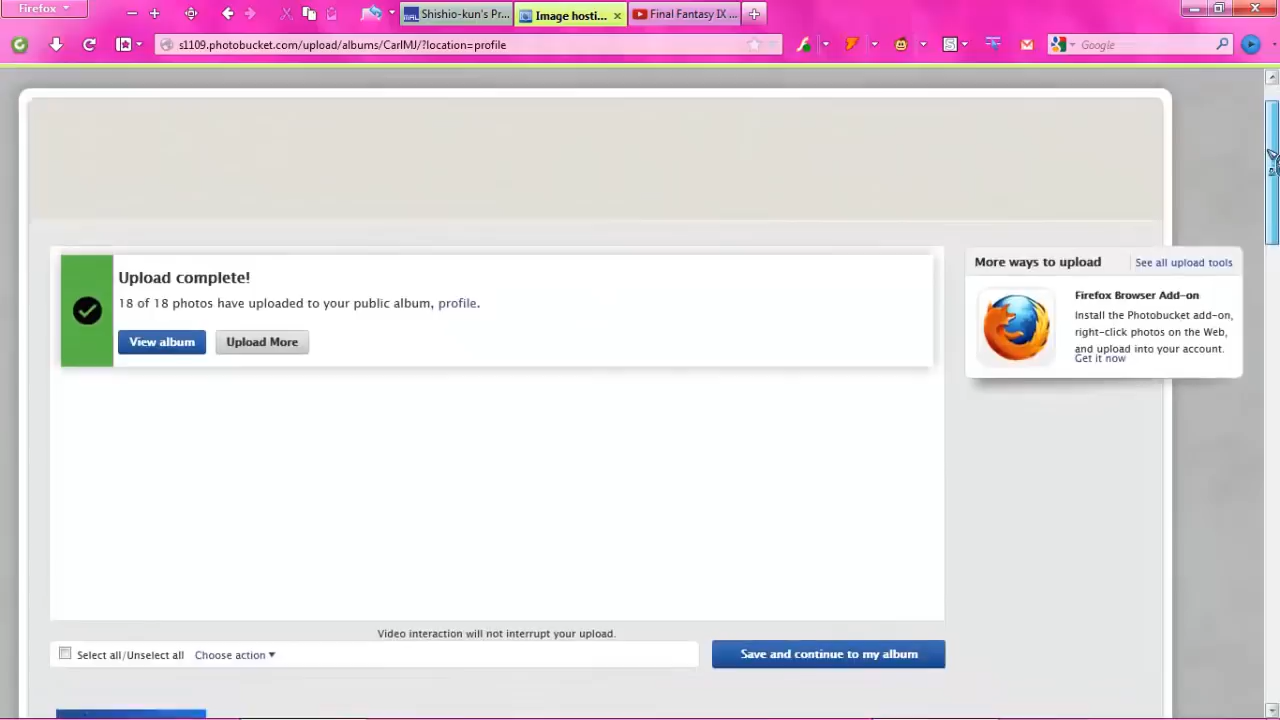 Firefox
Shishio-kun's Pr...
Image hosti...
Final Fantasy IX ...
s1109.photobucket.com/upload/albums/CarlMJ/?location=profile
Google
Upload complete!
18 of 18 photos have uploaded to your public album, profile.
View album
Upload More
More ways to upload
See all upload tools
Firefox Browser Add-on
Install the Photobucket add-on,
right-click photos on the Web,
and upload into your account.
Get it now
Video interaction will not interrupt your upload.
Select all/Unselect all
Choose action
Save and continue to my album